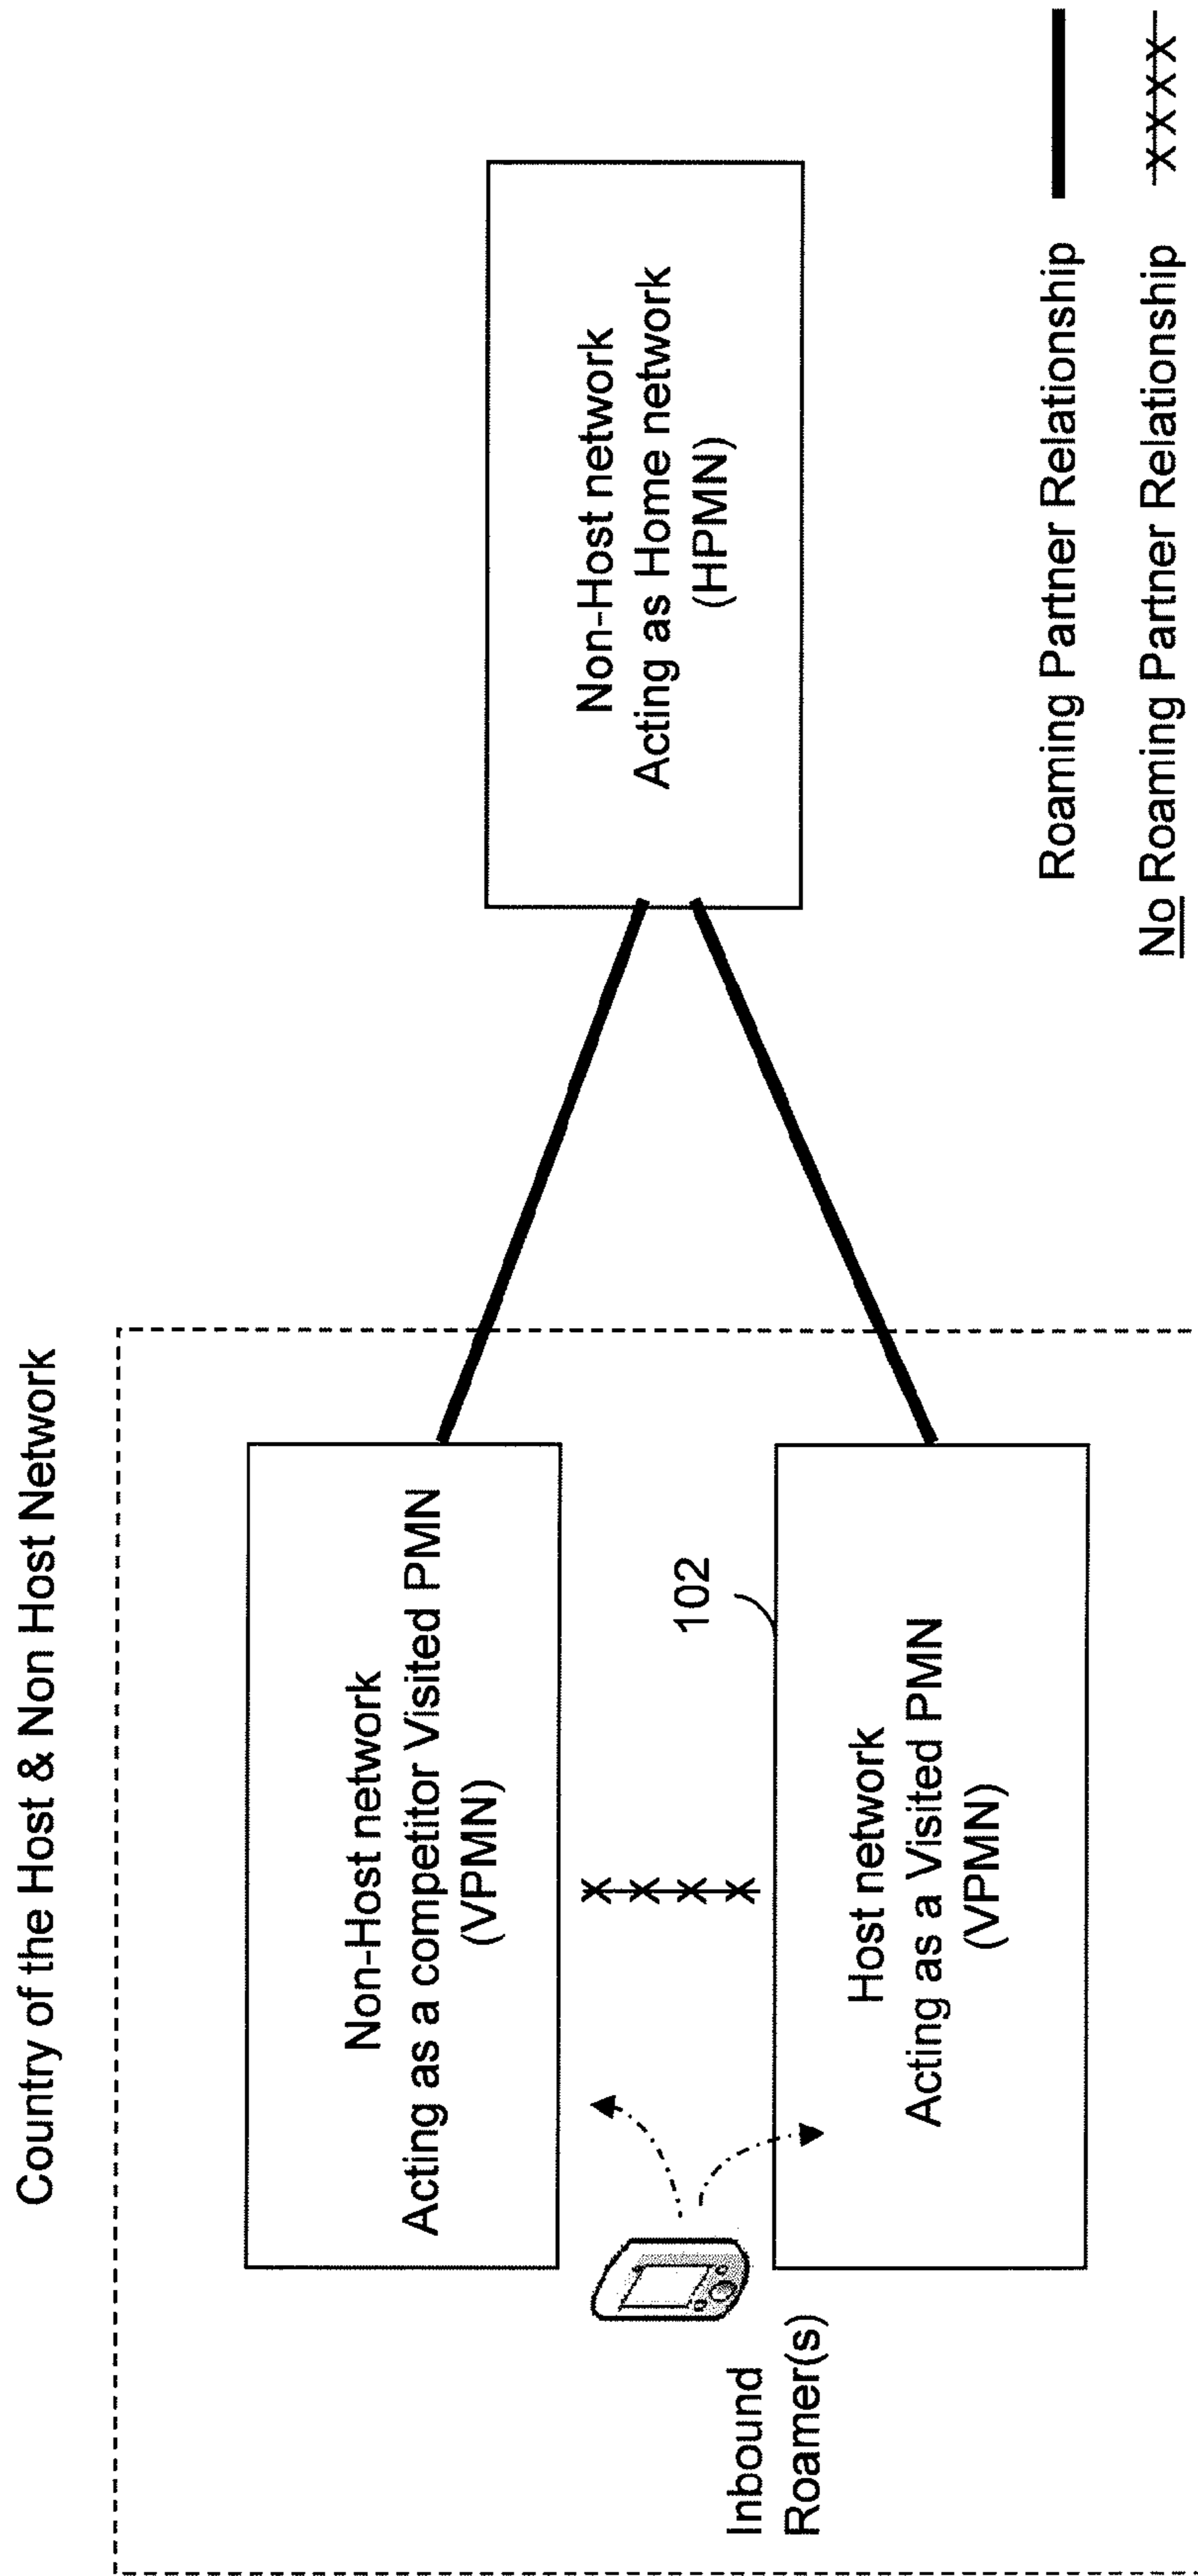 Country of the Host & Non Host Network
Non-Host network
Acting as a competitor Visited PMN
(VPMN)
102
Host network
Acting as a Visited PMN
(VPMN)
Inbound
Roamer(s)
Non-Host network
Acting as Home network
(HPMN)
Roaming Partner Relationship
No Roaming Partner Relationship